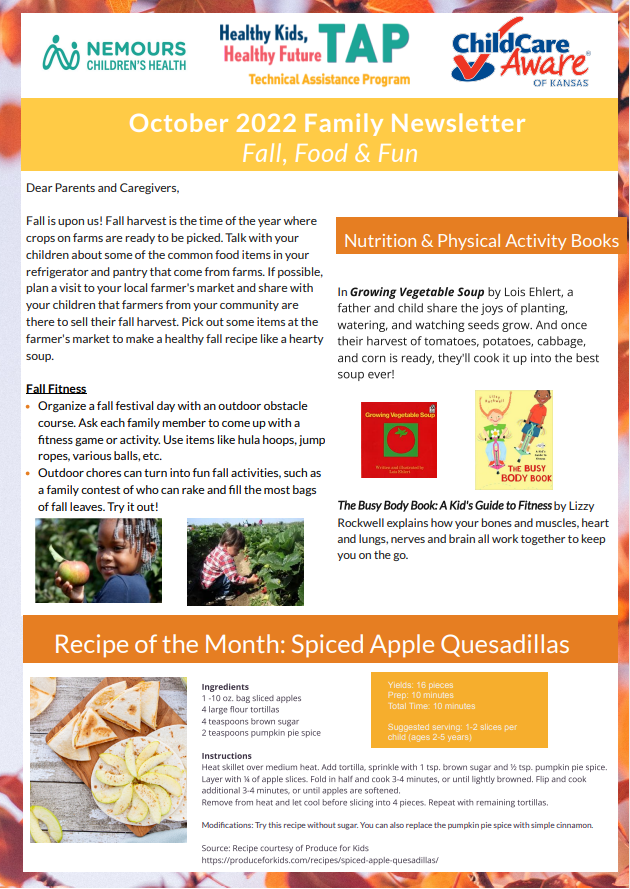 NEMOURS
CHILDREN'S HEALTH
Healthy Kids,
Healthy Future
TAP
Technical Assistance Program
ChildCare
Aware®
OF KANSAS
October 2022 Family Newsletter
Fall, Food & Fun
Dear Parents and Caregivers,
Fall is upon us! Fall harvest is the time of the year where
crops on farms are ready to be picked. Talk with your
children about some of the common food items in your
refrigerator and pantry that come from farms. If possible,
plan a visit to your local farmer's market and share with
your children that farmers from your community are
there to sell their fall harvest. Pick out some items at the
farmer's market to make a healthy fall recipe like a hearty
soup.
Fall Fitness
• Organize a fall festival day with an outdoor obstacle
course. Ask each family member to come up with a
fitness game or activity. Use items like hula hoops, jump
ropes, various balls, etc.
• Outdoor chores can turn into fun fall activities, such as
a family contest of who can rake and fill the most bags
of fall leaves. Try it out!
Nutrition & Physical Activity Books
In Growing Vegetable Soup by Lois Ehlert, a
father and child share the joys of planting,
watering, and watching seeds grow. And once
their harvest of tomatoes, potatoes, cabbage,
and corn is ready, they'll cook it up into the best
soup ever!
Growing Vegetable Soup
Written and illustrated by
Lois Ehlert
Lizzy
Rockwell
THE BUSY
BODY BOOK
The Busy Body Book: A Kid's Guide to Fitness by Lizzy
Rockwell explains how your bones and muscles, heart
and lungs, nerves and brain all work together to keep
you on the go.
Recipe of the Month: Spiced Apple Quesadillas
Ingredients
1 -10 oz. bag sliced apples
4 large flour tortillas
4 teaspoons brown sugar
2 teaspoons pumpkin pie spice
Yields: 16 pieces
Prep: 10 minutes
Total Time: 10 minutes
Suggested serving: 1-2 slices per
child (ages 2-5 years)
Instructions
Heat skillet over medium heat. Add tortilla, sprinkle with 1 tsp. brown sugar and ½ tsp. pumpkin pie spice.
Layer with ¼ of apple slices. Fold in half and cook 3-4 minutes, or until lightly browned. Flip and cook
additional 3-4 minutes, or until apples are softened.
Remove from heat and let cool before slicing into 4 pieces. Repeat with remaining tortillas.
Modifications: Try this recipe without sugar. You can also replace the pumpkin pie spice with simple cinnamon.
Source: Recipe courtesy of Produce for Kids
https://produceforkids.com/recipes/spiced-apple-quesadillas/